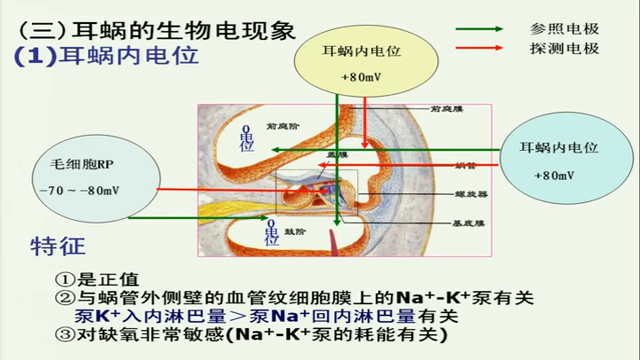 (三)耳蜗的生物电现象
(1)耳蜗内电位
参照电极
探测电极
耳蜗内电位
+80mV
前庭膜
前庭阶
0电位
盖膜
蜗管
耳蜗内电位
+80mV
毛细胞RP
-70～-80mV
螺旋器
基底膜
0电位
鼓阶
特征
①是正值
②与蜗管外侧壁的血管纹细胞膜上的Na⁺-K⁺泵有关
泵K⁺入内淋巴量＞泵Na⁺回内淋巴量有关
③对缺氧非常敏感(Na⁺-K⁺泵的耗能有关)